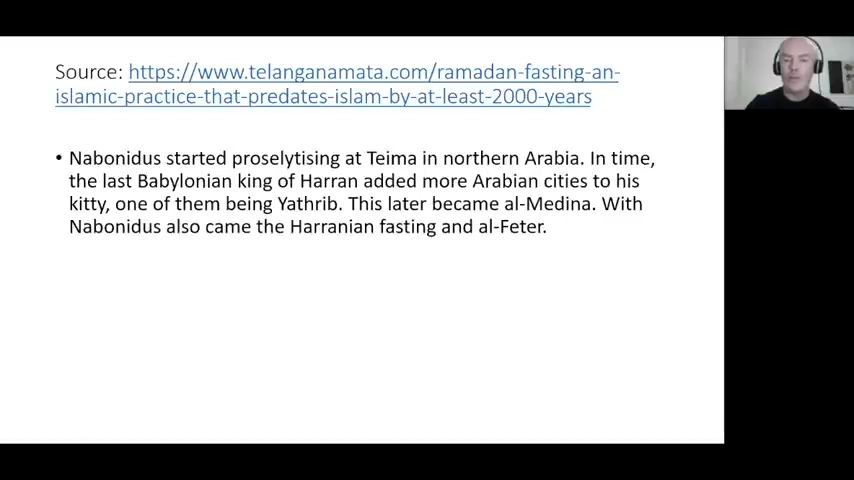 Source: https://www.telanganamata.com/ramadan-fasting-an-
islamic-practice-that-predates-islam-by-at-least-2000-years
• Nabonidus started proselytising at Teima in northern Arabia. In time,
the last Babylonian king of Harran added more Arabian cities to his
kitty, one of them being Yathrib. This later became al-Medina. With
Nabonidus also came the Harranian fasting and al-Feter.